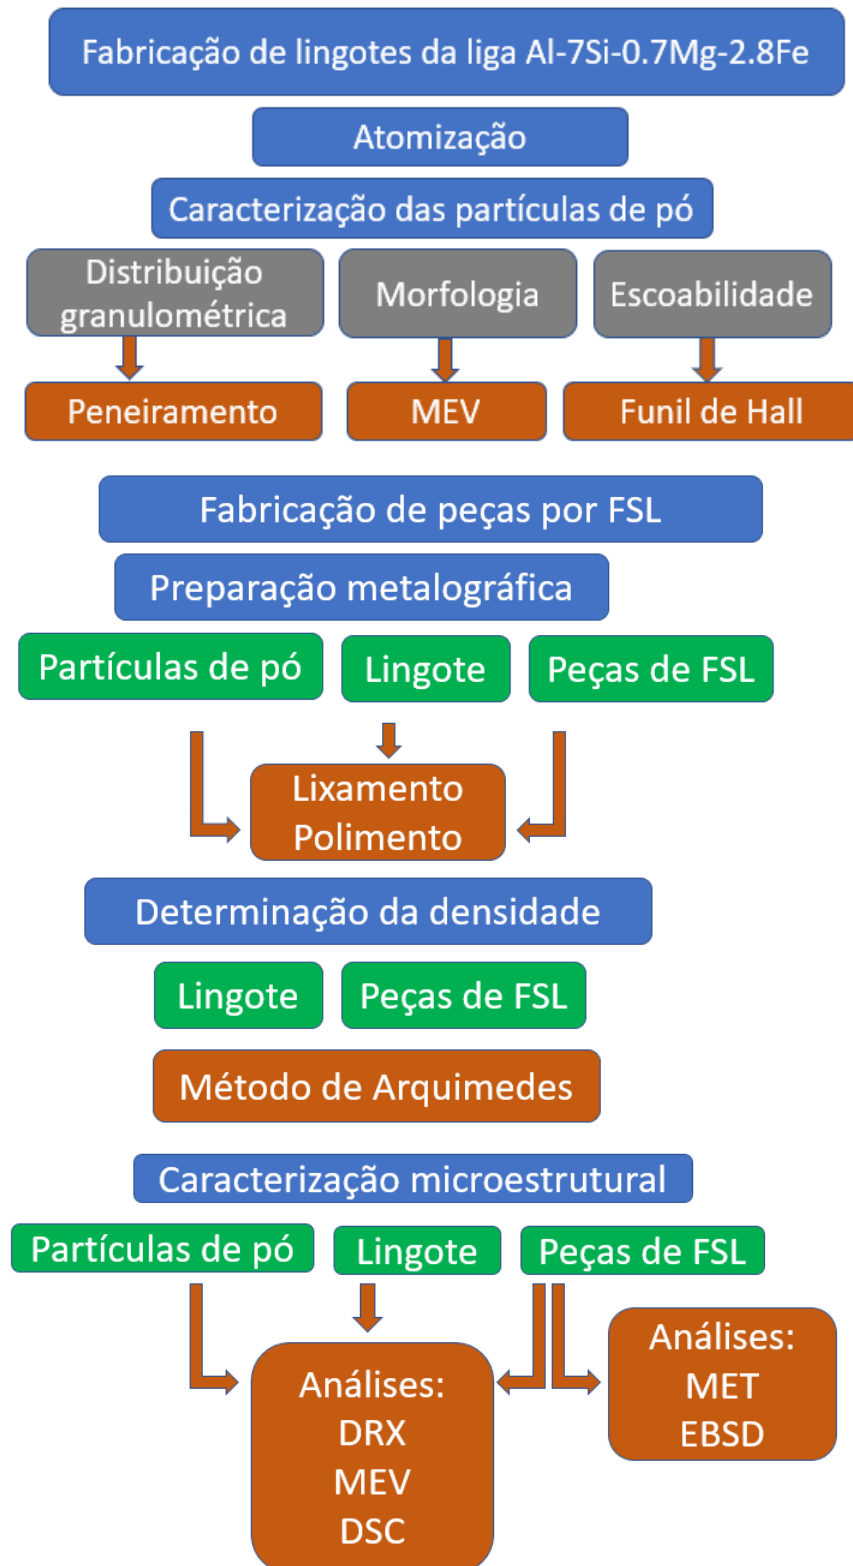 Fabricação de lingotes da liga Al-7Si-0.7Mg-2.8Fe
Atomização
Caracterização das partículas de pó
Distribuição
granulométrica
Morfologia
Escoabilidade
Peneiramento
MEV
Funil de Hall
Fabricação de peças por FSL
Preparação metalográfica
Partículas de pó
Lingote
Peças de FSL
Lixamento
Polimento
Determinação da densidade
Lingote
Peças de FSL
Método de Arquimedes
Caracterização microestrutural
Partículas de pó
Lingote
Peças de FSL
Análises:
DRX
MEV
DSC
Análises:
MET
EBSD